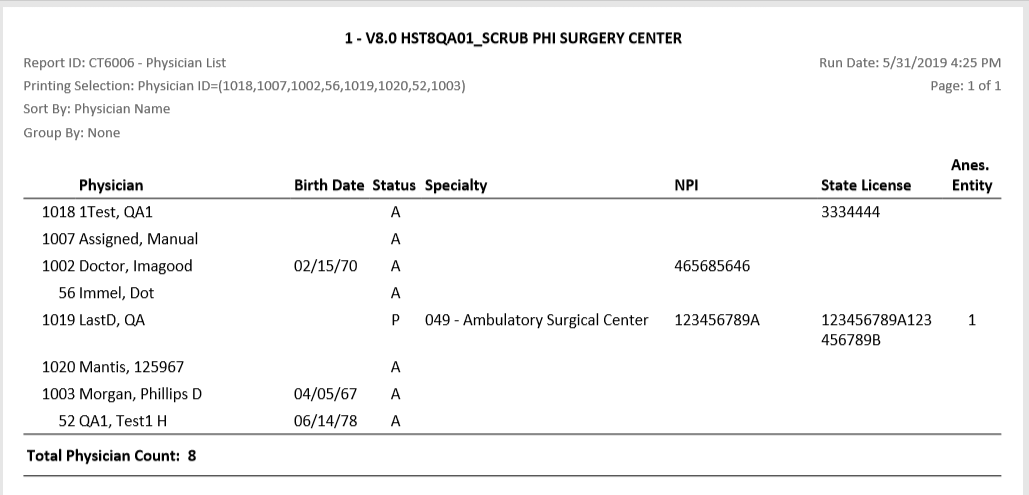 1 - V8.0 HST8QA01_SCRUB PHI SURGERY CENTER
Report ID: CT6006 - Physician List Run Date: 5/31/2019 4:25 PM
Printing Selection: Physician ID=(1018,1007,1002,56,1019,1020,52,1003) Page: 1 of 1
Sort By: Physician Name
Group By: None
Anes.
Physician Birth Date Status Specialty NPI State License Entity
1018 1Test, QA1 A 3334444
1007 Assigned, Manual A
1002 Doctor, Imagood 02/15/70 A 465685646
56 Immel, Dot A
1019 LastD, QA P 049 - Ambulatory Surgical Center 123456789A 123456789A123 1
456789B
1020 Mantis, 125967 A
1003 Morgan, Phillips D 04/05/67 A
52 QA1, Test1 H 06/14/78 A
Total Physician Count: 8